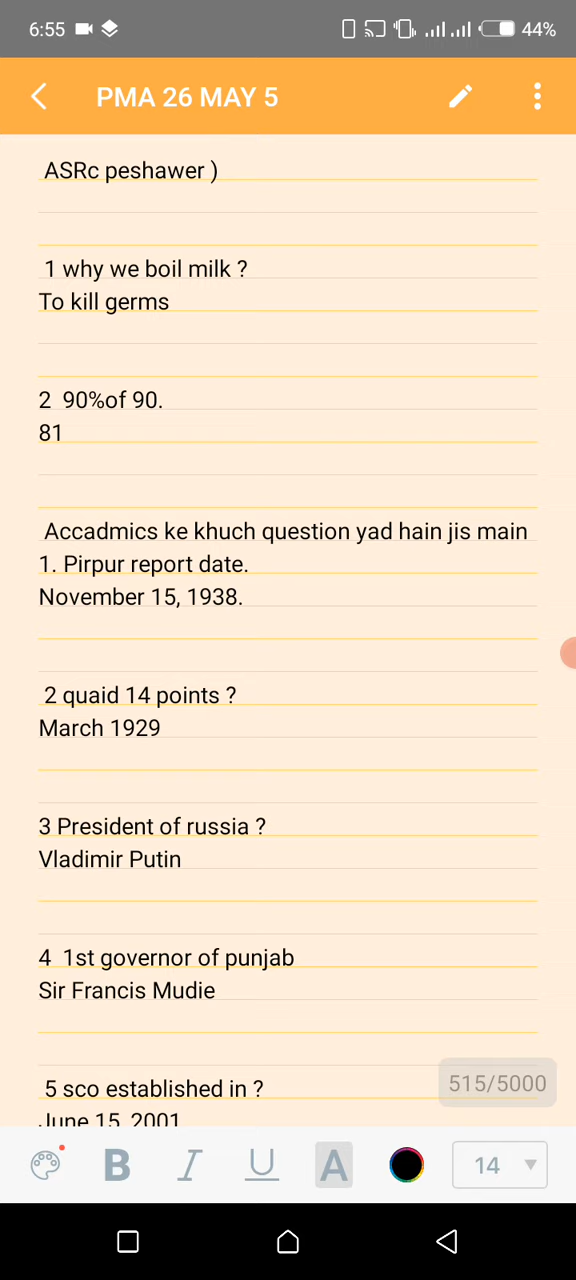 6:55
44%
PMA 26 MAY 5
ASRc peshawer )
1 why we boil milk ?
To kill germs
2  90%of 90.
81
Accadmics ke khuch question yad hain jis main
1. Pirpur report date.
November 15, 1938.
2 quaid 14 points ?
March 1929
3 President of russia ?
Vladimir Putin
4  1st governor of punjab
Sir Francis Mudie
5 sco established in ?
515/5000
June 15, 2001
B I U A 14